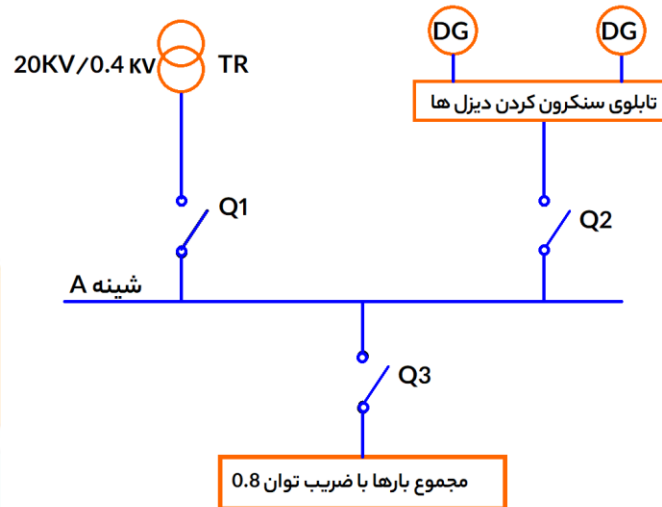 DG
DG
20KV/0.4 KV
TR
تابلوی سنکرون کردن دیزل ها
Q1
Q2
شینه A
Q3
مجموع بارها با ضریب توان 0.8